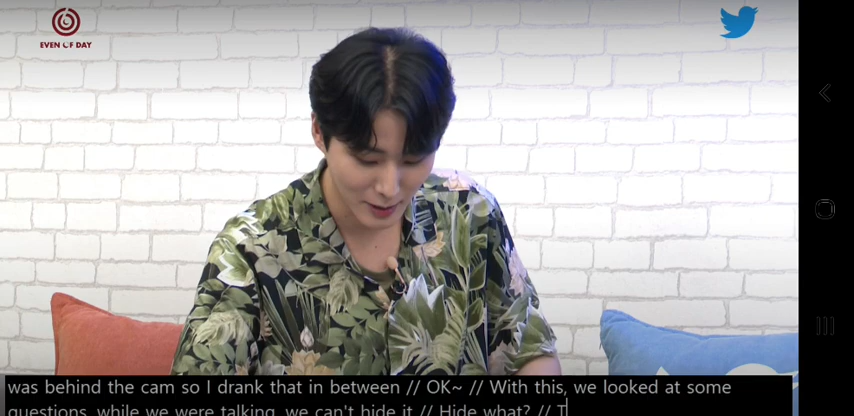 EVEN OF DAY
was behind the cam so I drank that in between // OK~ // With this, we looked at some
questions, while we were talking, we can't hide it // Hide what? // T